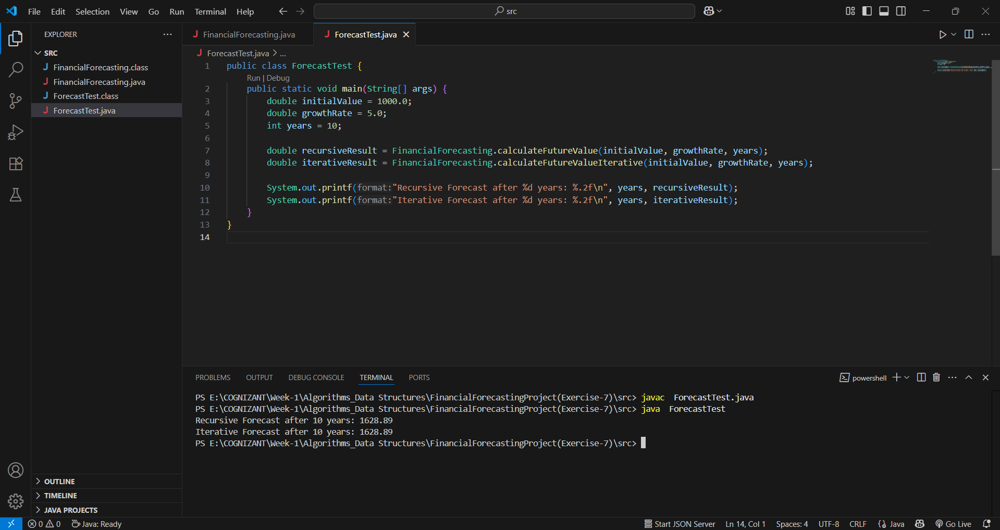 File Edit Selection View Go Run Terminal Help
src
EXPLORER
SRC
J FinancialForecasting.class
J FinancialForecasting.java
J ForecastTest.class
J ForecastTest.java
OUTLINE
TIMELINE
JAVA PROJECTS
J FinancialForecasting.java J ForecastTest.java
J ForecastTest.java > ...
1 public class ForecastTest {
Run | Debug
2 public static void main(String[] args) {
3 double initialValue = 1000.0;
4 double growthRate = 5.0;
5 int years = 10;
6
7 double recursiveResult = FinancialForecasting.calculateFutureValue(initialValue, growthRate, years);
8 double iterativeResult = FinancialForecasting.calculateFutureValueIterative(initialValue, growthRate, years);
9
10 System.out.printf(format:"Recursive Forecast after %d years: %.2f\n", years, recursiveResult);
11 System.out.printf(format:"Iterative Forecast after %d years: %.2f\n", years, iterativeResult);
12 }
13 }
14
PROBLEMS OUTPUT DEBUG CONSOLE TERMINAL PORTS
powershell
PS E:\COGNIZANT\Week-1\Algorithms_Data Structures\FinancialForecastingProject(Exercise-7)\src> javac ForecastTest.java
PS E:\COGNIZANT\Week-1\Algorithms_Data Structures\FinancialForecastingProject(Exercise-7)\src> java ForecastTest
Recursive Forecast after 10 years: 1628.89
Iterative Forecast after 10 years: 1628.89
PS E:\COGNIZANT\Week-1\Algorithms_Data Structures\FinancialForecastingProject(Exercise-7)\src>
0 0 Java: Ready Start JSON Server Ln 14, Col 1 Spaces: 4 UTF-8 CRLF Java Go Live